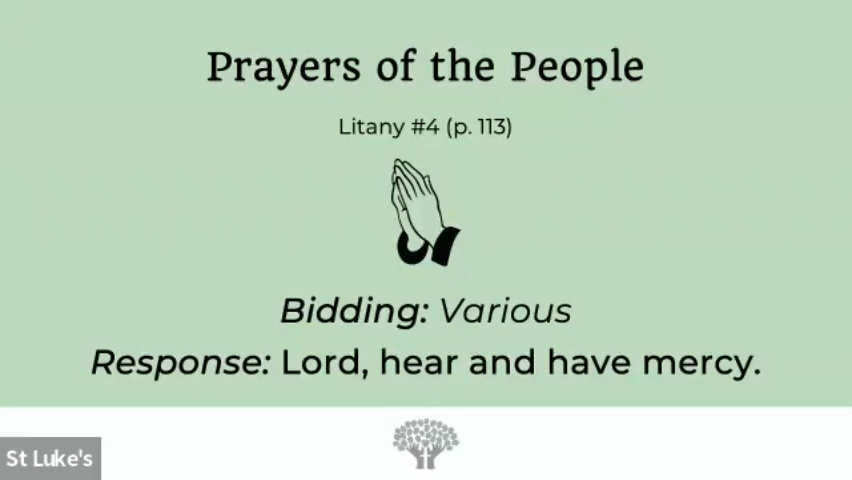 Prayers of the People
Litany #4 (p. 113)
Bidding: Various
Response: Lord, hear and have mercy.
St Luke's